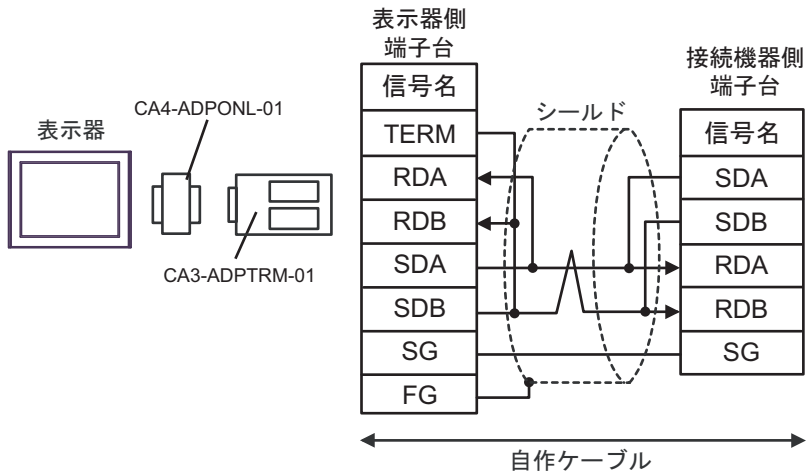 表示器
CA4-ADPONL-01
CA3-ADPTRM-01
表示器側
端子台
信号名
TERM
RDA
RDB
SDA
SDB
SG
FG
シールド
接続機器側
端子台
信号名
SDA
SDB
RDA
RDB
SG
自作ケーブル